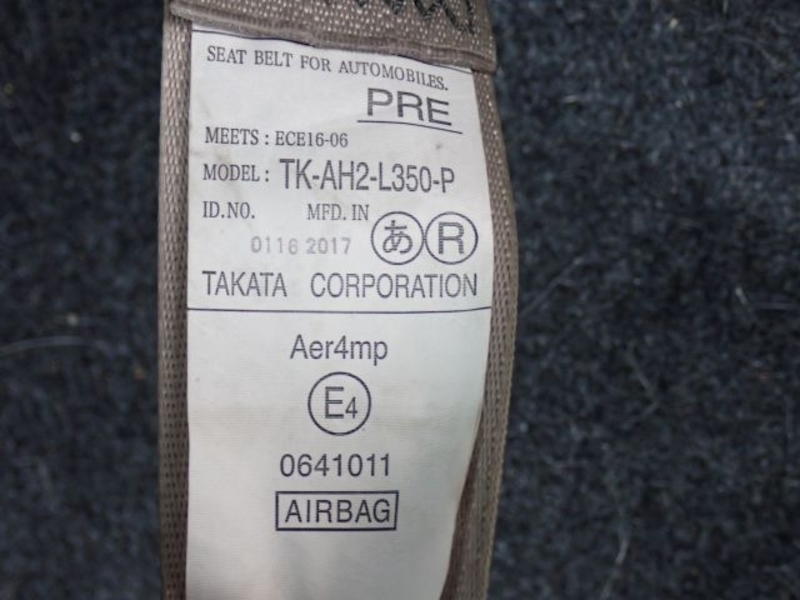 SEAT BELT FOR AUTOMOBILES.
PRE
MEETS : ECE16-06
MODEL : TK-AH2-L350-P
ID.NO. MFD. IN
0116 2017 あ R
TAKATA CORPORATION
Aer4mp
E4
0641011
AIRBAG